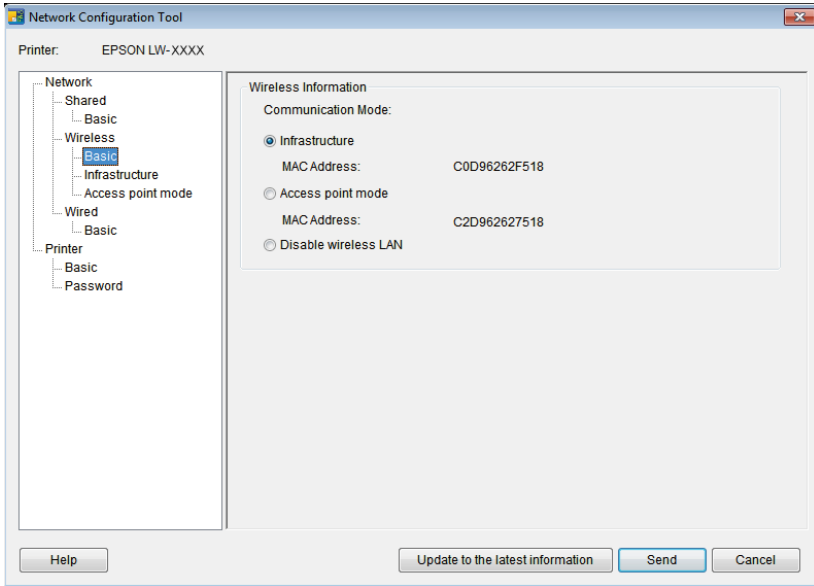 Network Configuration Tool
Printer: EPSON LW-XXXX
Network
Shared
Basic
Wireless
Basic
Infrastructure
Access point mode
Wired
Basic
Printer
Basic
Password
Wireless Information
Communication Mode:
Infrastructure
MAC Address: C0D96262F518
Access point mode
MAC Address: C2D962627518
Disable wireless LAN
Help
Update to the latest information
Send
Cancel